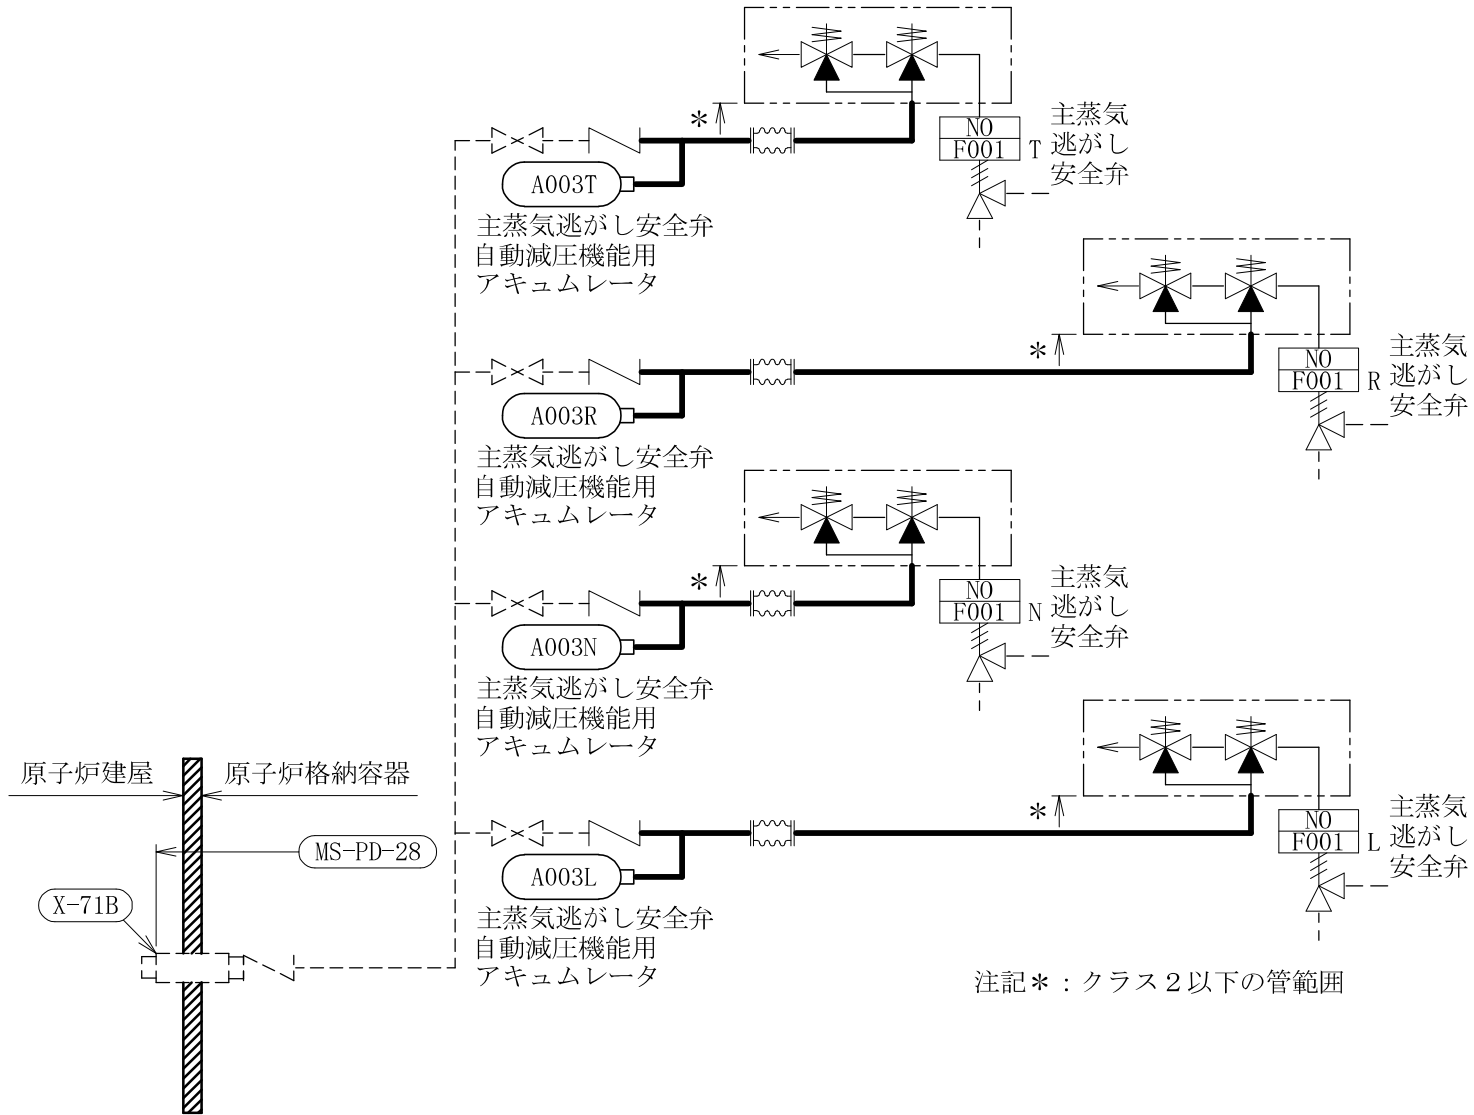 *
NO
F001
T
主蒸気
逃がし
安全弁
A003T
主蒸気逃がし安全弁
自動減圧機能用
アキュムレータ
*
NO
F001
R
主蒸気
逃がし
安全弁
A003R
主蒸気逃がし安全弁
自動減圧機能用
アキュムレータ
*
NO
F001
N
主蒸気
逃がし
安全弁
A003N
主蒸気逃がし安全弁
自動減圧機能用
アキュムレータ
*
NO
F001
L
主蒸気
逃がし
安全弁
A003L
主蒸気逃がし安全弁
自動減圧機能用
アキュムレータ
原子炉建屋
原子炉格納容器
MS-PD-28
X-71B
注記*:クラス2以下の管範囲